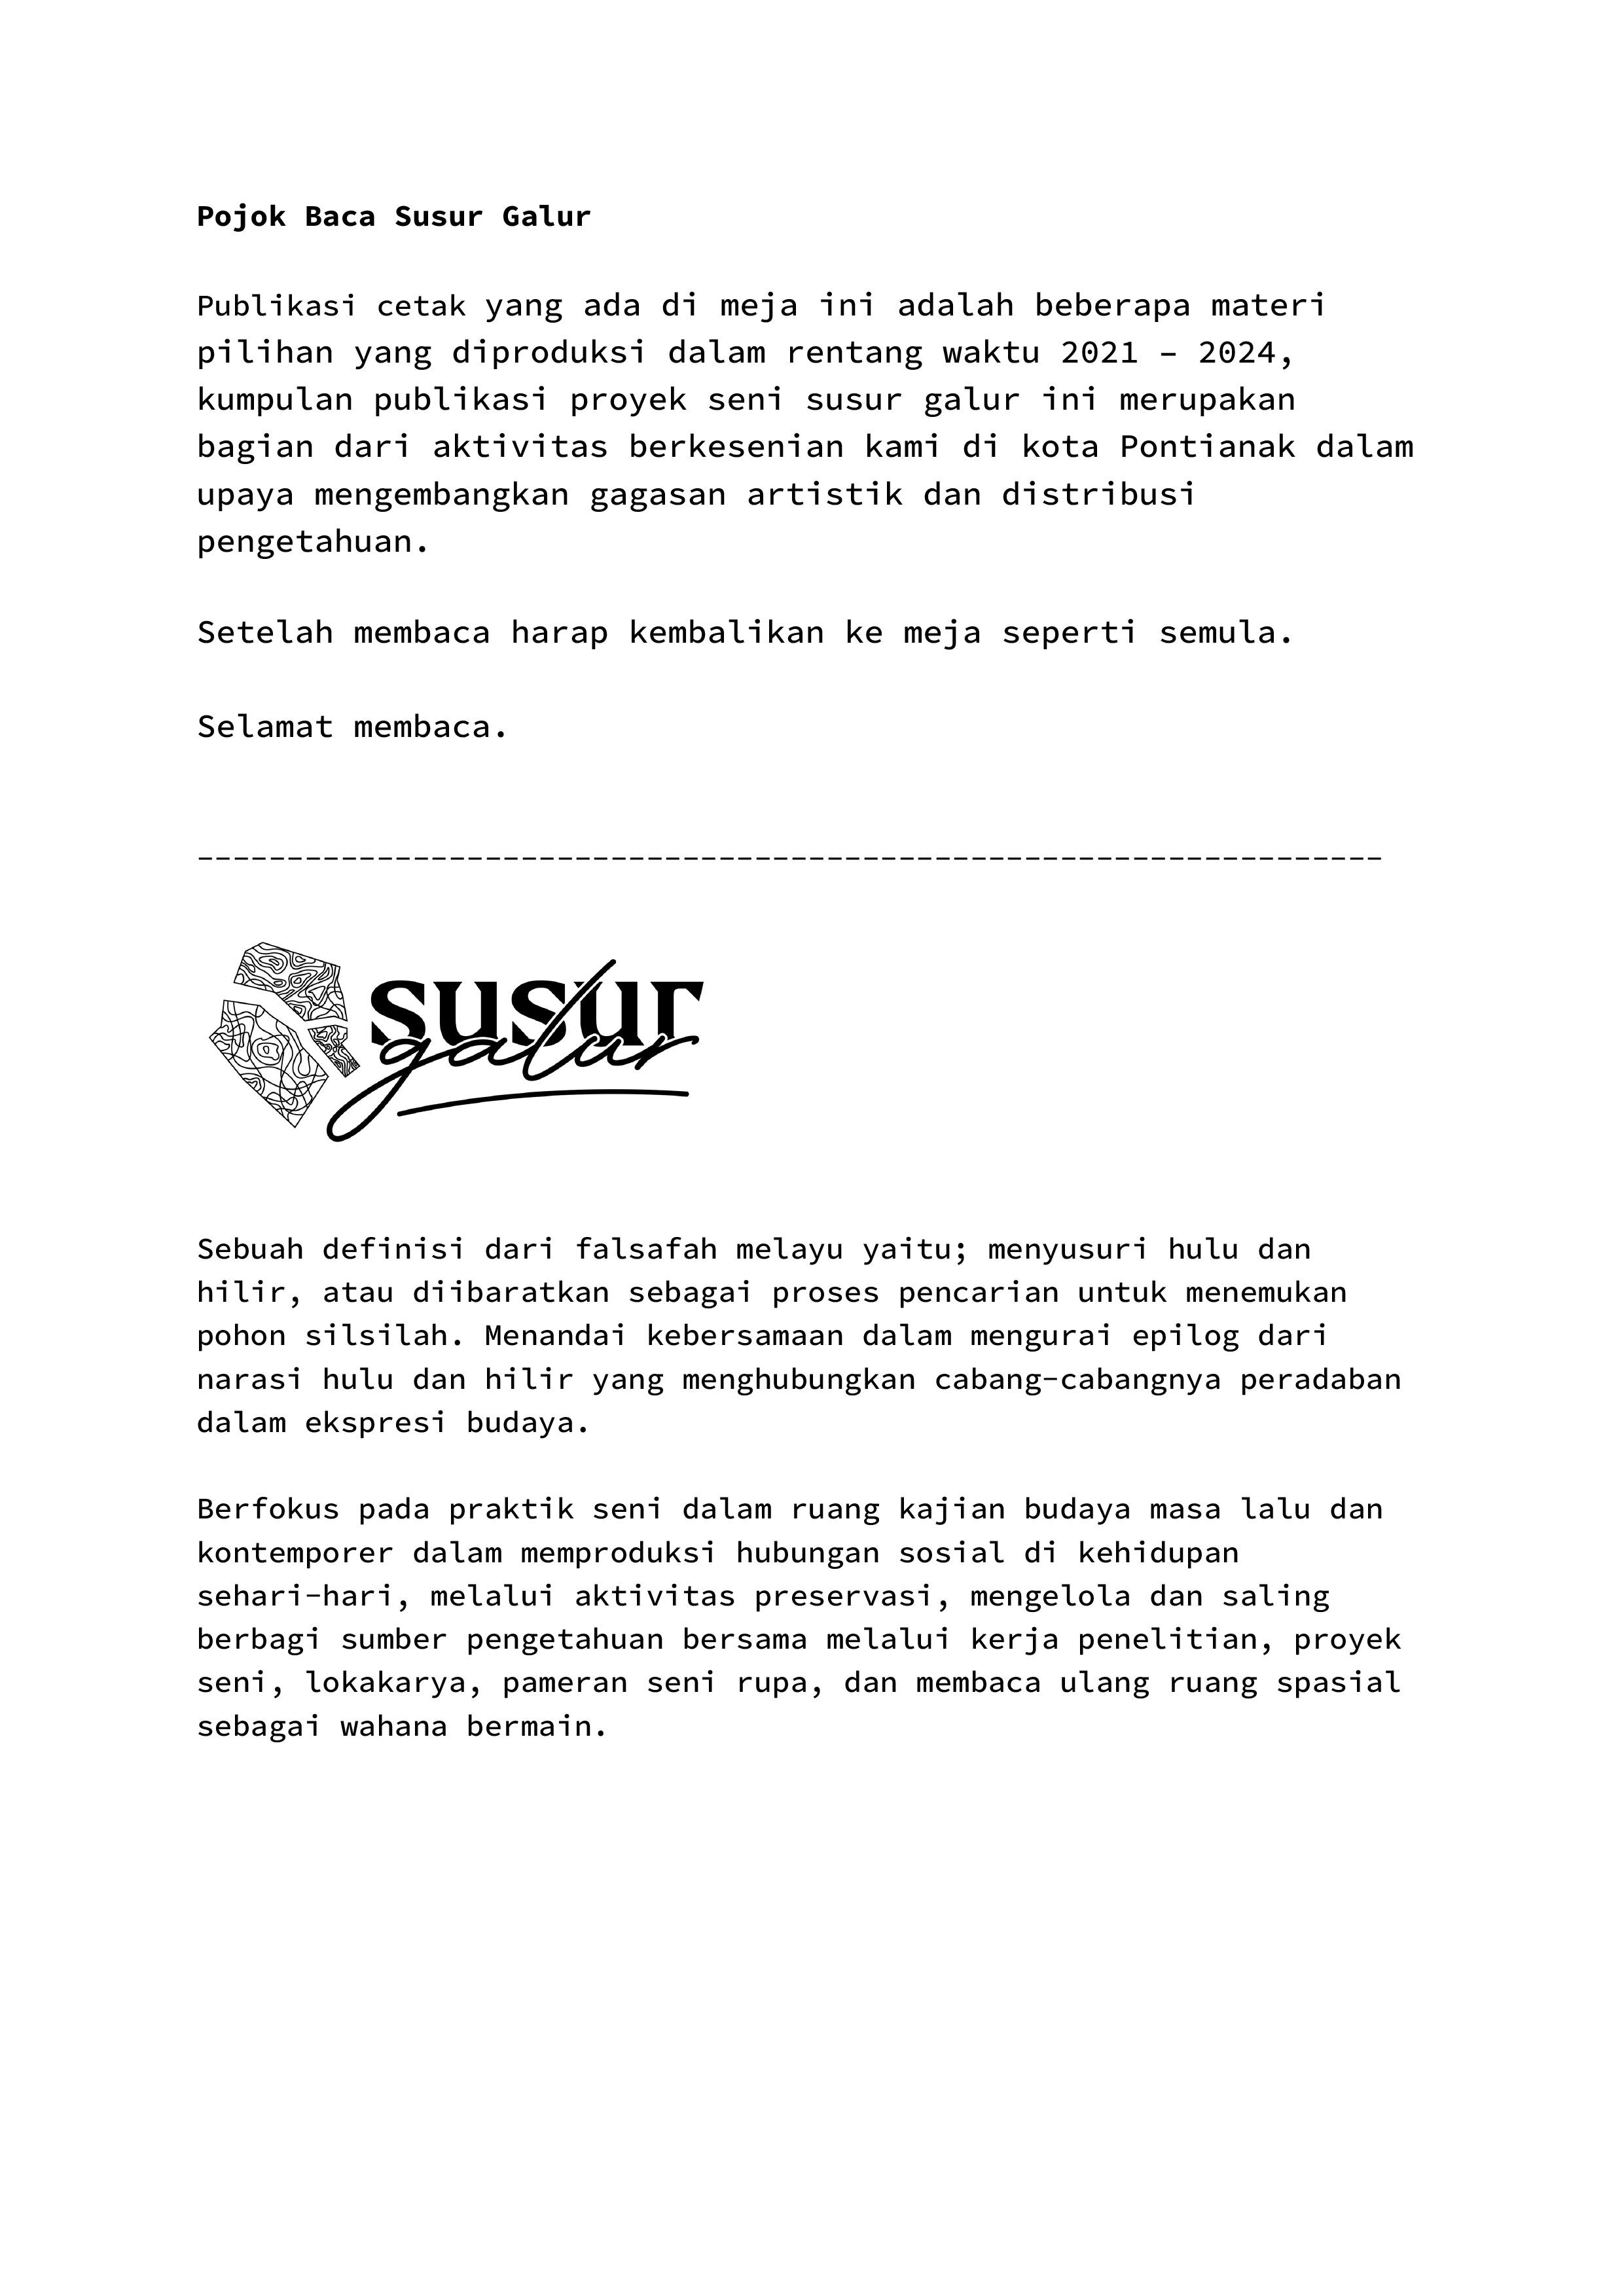 Pojok Baca Susur Galur
Publikasi cetak yang ada di meja ini adalah beberapa materi
pilihan yang diproduksi dalam rentang waktu 2021 – 2024,
kumpulan publikasi proyek seni susur galur ini merupakan
bagian dari aktivitas berkesenian kami di kota Pontianak dalam
upaya mengembangkan gagasan artistik dan distribusi
pengetahuan.
Setelah membaca harap kembalikan ke meja seperti semula.
Selamat membaca.
susur
galur
Sebuah definisi dari falsafah melayu yaitu; menyusuri hulu dan
hilir, atau diibaratkan sebagai proses pencarian untuk menemukan
pohon silsilah. Menandai kebersamaan dalam mengurai epilog dari
narasi hulu dan hilir yang menghubungkan cabang-cabangnya peradaban
dalam ekspresi budaya.
Berfokus pada praktik seni dalam ruang kajian budaya masa lalu dan
kontemporer dalam memproduksi hubungan sosial di kehidupan
sehari-hari, melalui aktivitas preservasi, mengelola dan saling
berbagi sumber pengetahuan bersama melalui kerja penelitian, proyek
seni, lokakarya, pameran seni rupa, dan membaca ulang ruang spasial
sebagai wahana bermain.